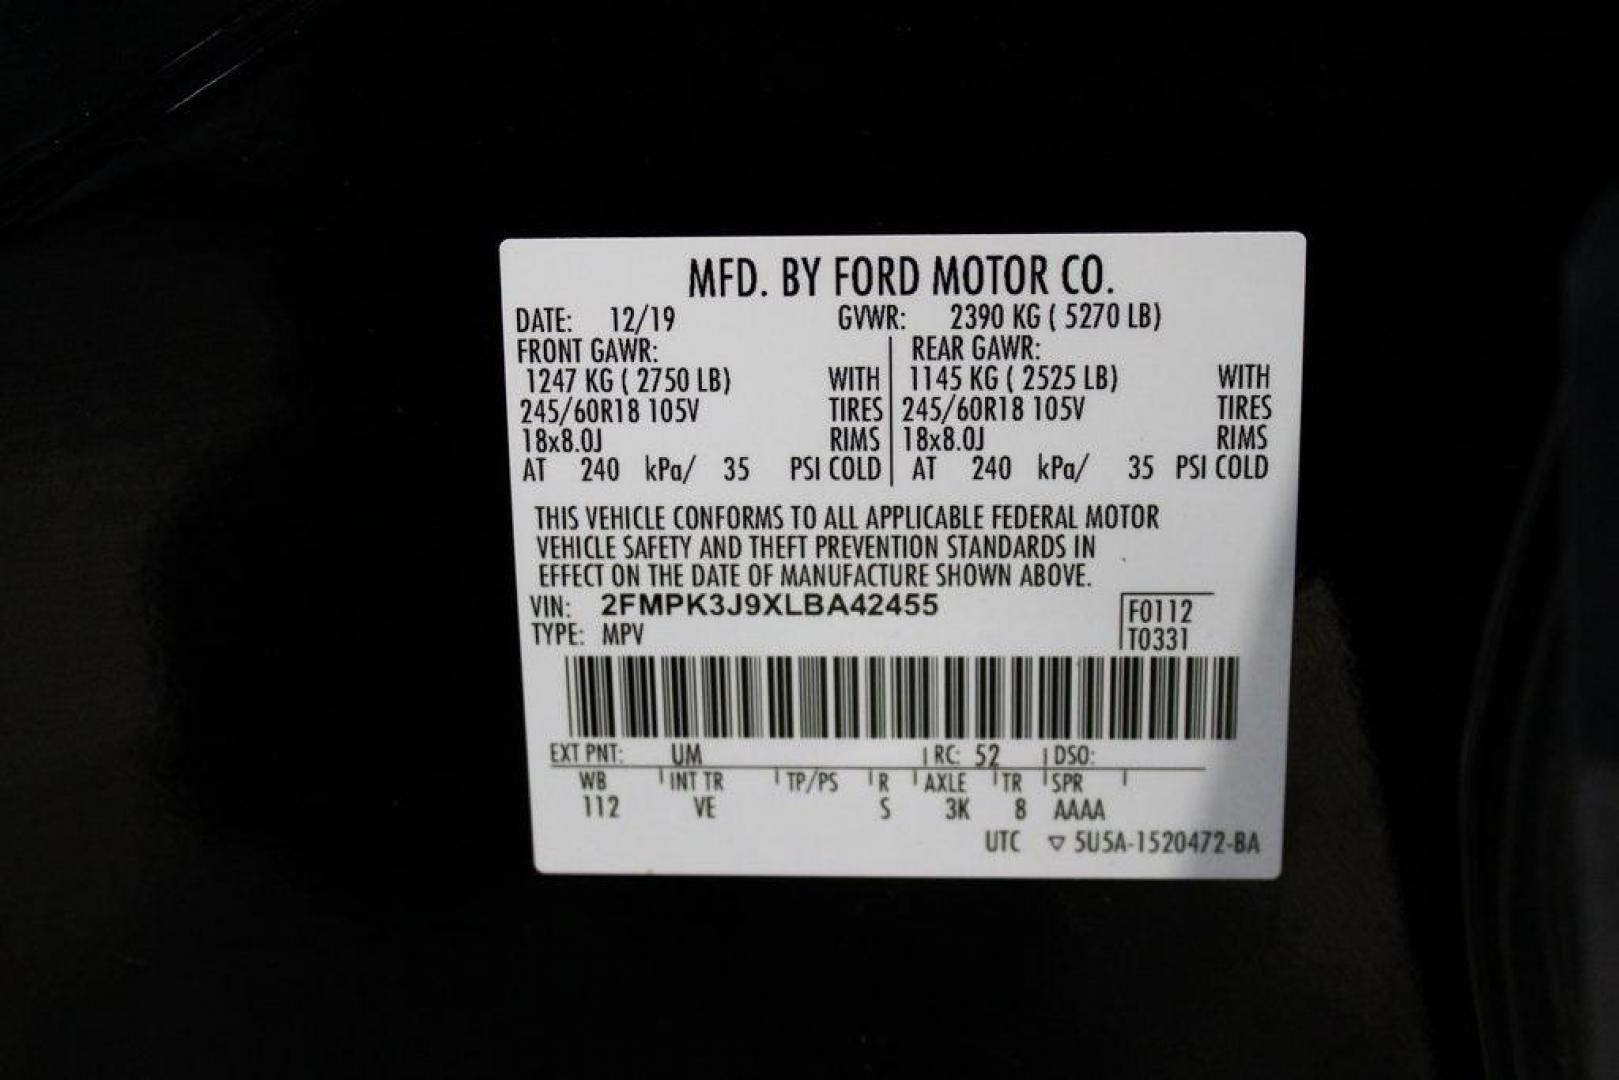 MFD. BY FORD MOTOR CO.
DATE: 12/19 GVWR: 2390 KG ( 5270 LB)
FRONT GAWR: REAR GAWR:
1247 KG ( 2750 LB) WITH 1145 KG ( 2525 LB) WITH
245/60R18 105V TIRES 245/60R18 105V TIRES
18x8.0J RIMS 18x8.0J RIMS
AT 240 kPa/ 35 PSI COLD AT 240 kPa/ 35 PSI COLD
THIS VEHICLE CONFORMS TO ALL APPLICABLE FEDERAL MOTOR
VEHICLE SAFETY AND THEFT PREVENTION STANDARDS IN
EFFECT ON THE DATE OF MANUFACTURE SHOWN ABOVE.
VIN: 2FMPK3J9XLBA42455 F0112
TYPE: MPV T0331
EXT PNT: UM RC: 52 DSO:
WB INT TR TP/PS R AXLE TR SPR
112 VE S 3K 8 AAAA
UTC ▽ 5U5A-1520472-BA